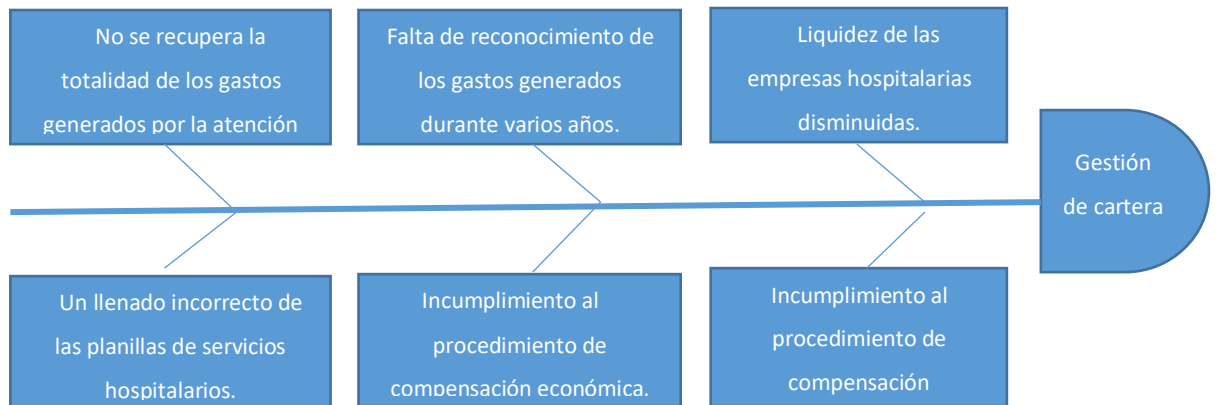 No se recupera la
totalidad de los gastos
generados por la atención
Falta de reconocimiento de
los gastos generados
durante varios años.
Liquidez de las
empresas hospitalarias
disminuidas.
Gestión
de cartera
Un llenado incorrecto de
las planillas de servicios
hospitalarios.
Incumplimiento al
procedimiento de
compensación económica.
Incumplimiento al
procedimiento de
compensación